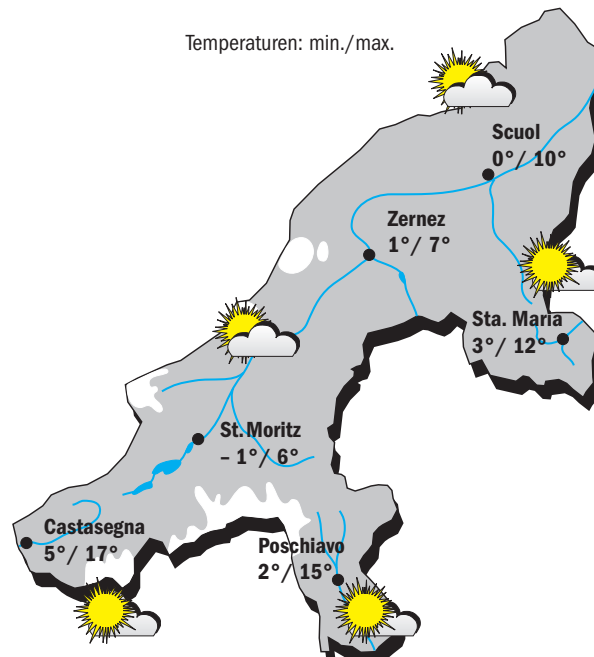 Temperaturen: min./max.
Scuol
0°/ 10°
Zernez
1°/ 7°
Sta. Maria
3°/ 12°
St. Moritz
– 1°/ 6°
Castasegna
5°/ 17°
Poschiavo
2°/ 15°